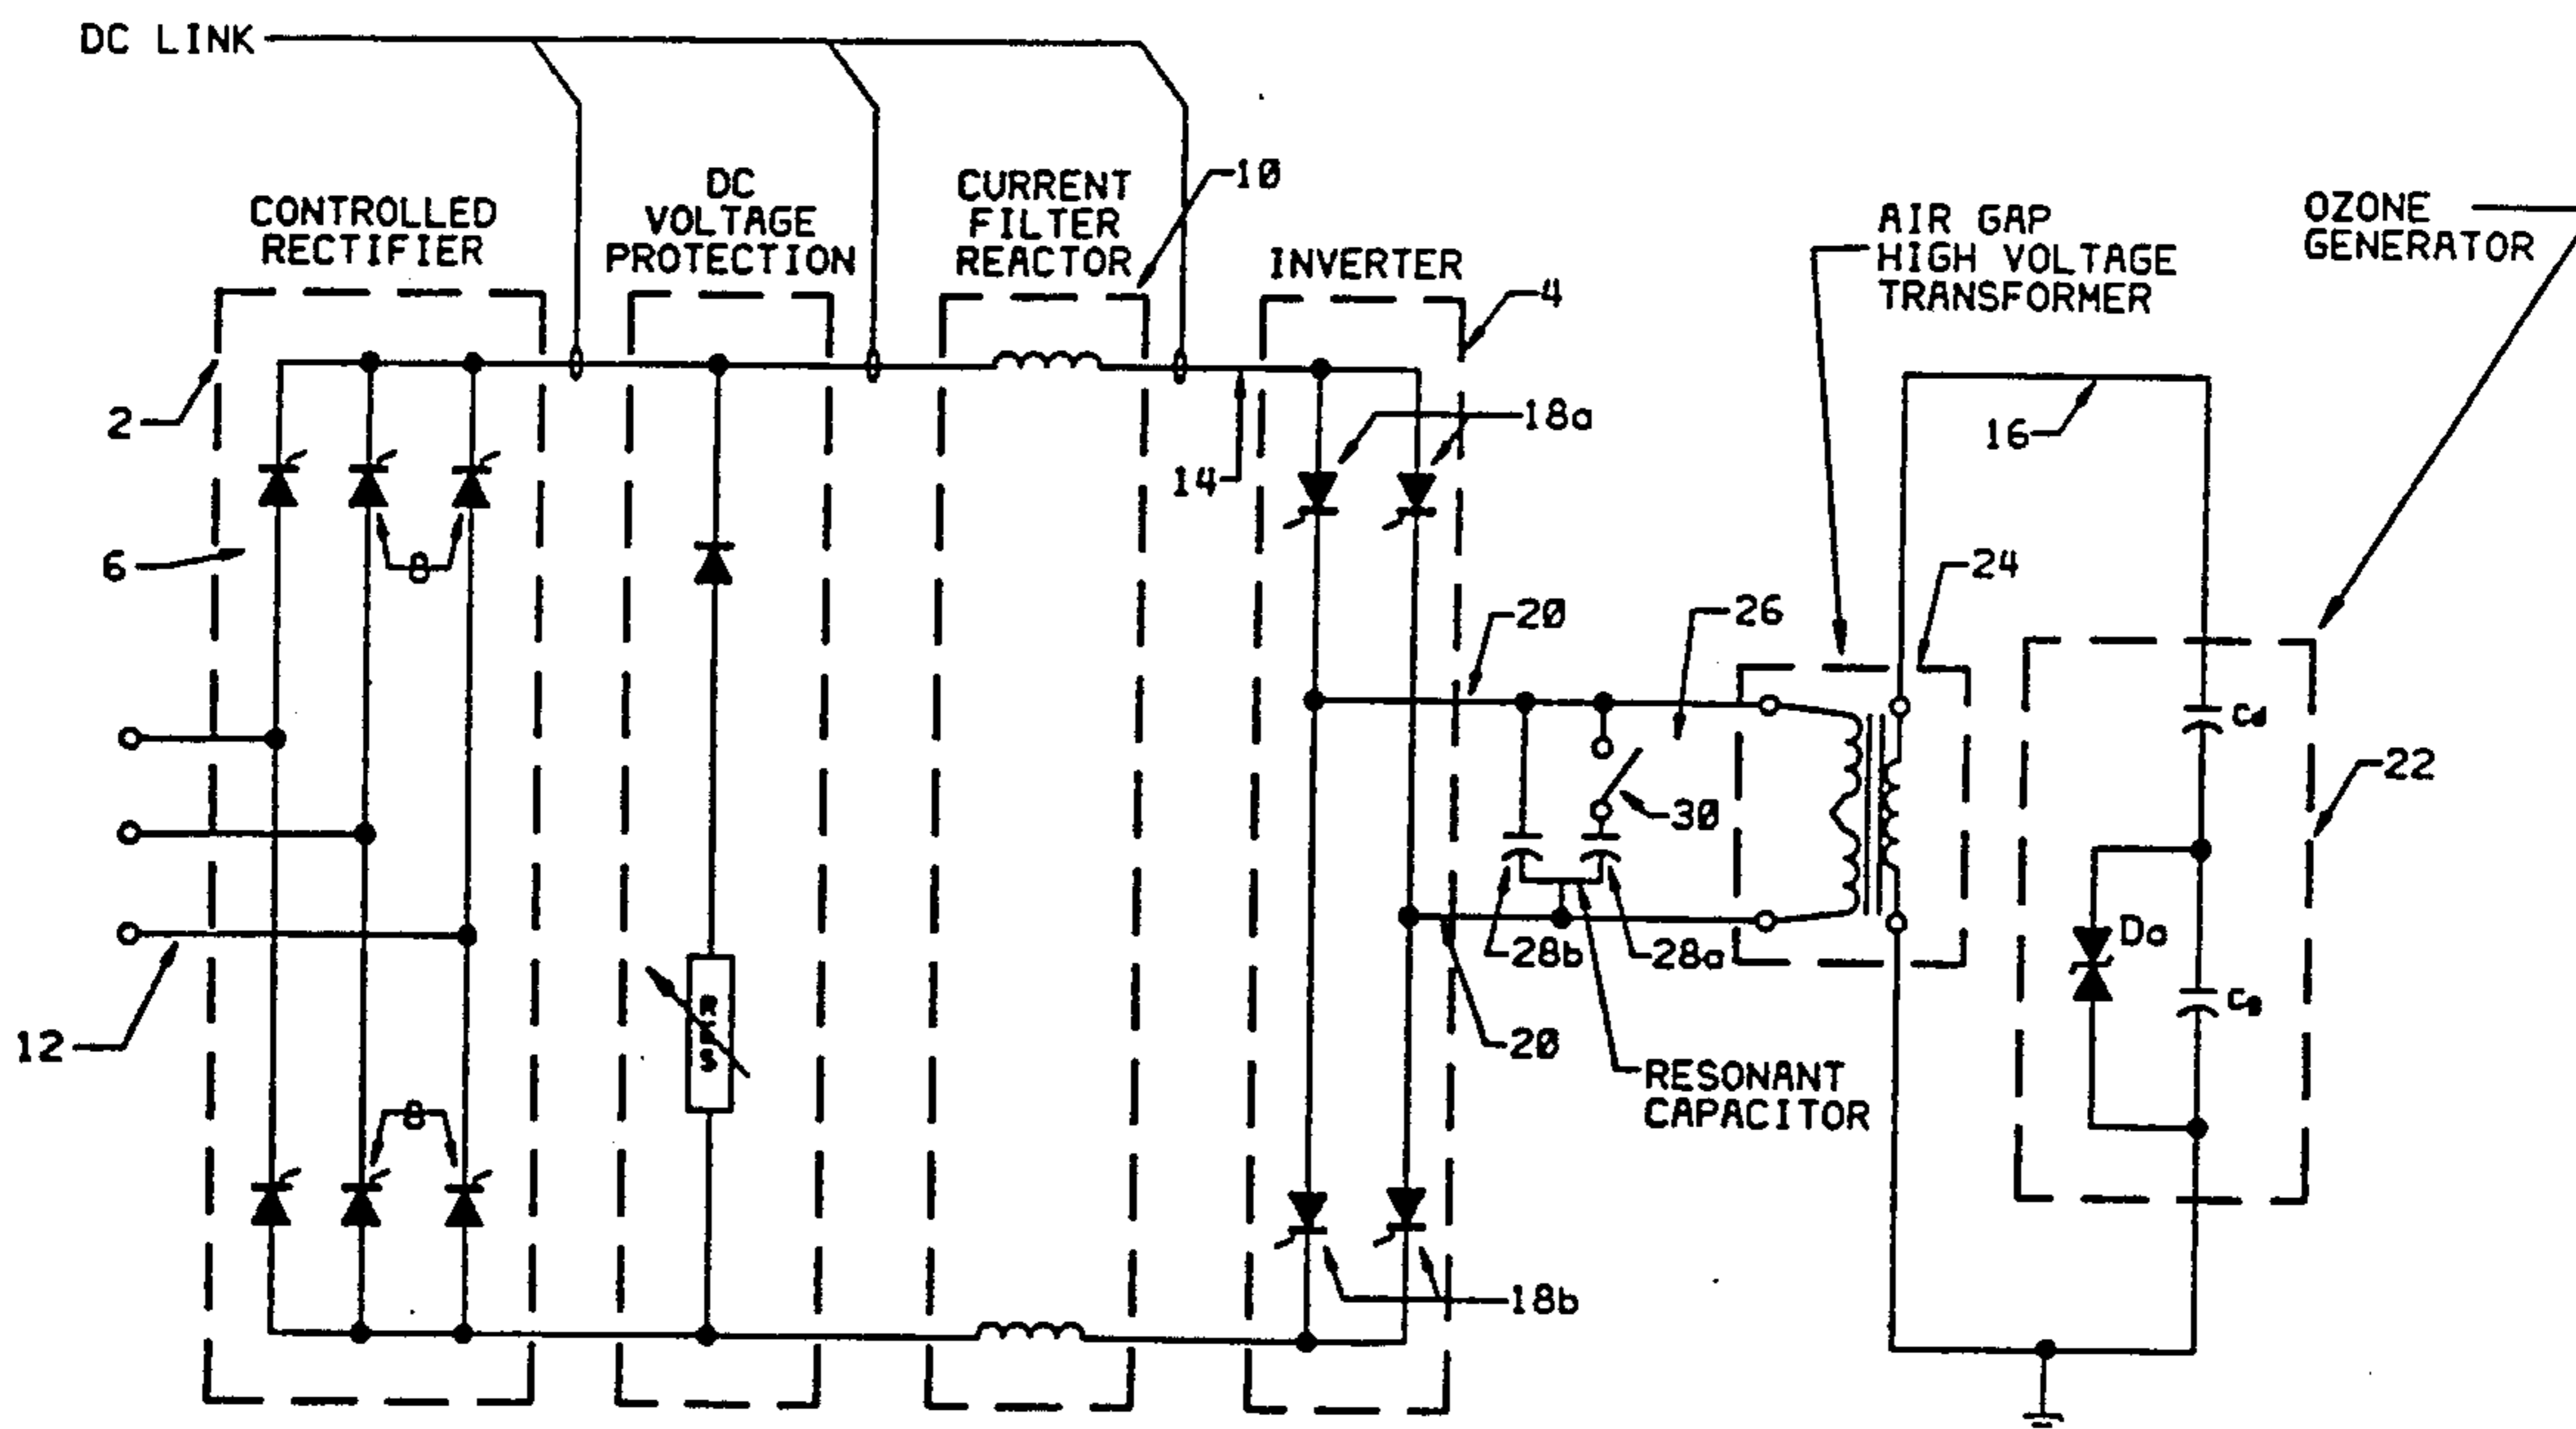 DC LINK
CONTROLLED
RECTIFIER
DC
VOLTAGE
PROTECTION
CURRENT
FILTER
REACTOR
10
INVERTER
4
AIR GAP
HIGH VOLTAGE
TRANSFORMER
OZONE
GENERATOR
2
18a
14
16
6
8
20
26
24
Cd
22
30
12
28b
28a
Da
Cg
20
RESONANT
CAPACITOR
8
18b